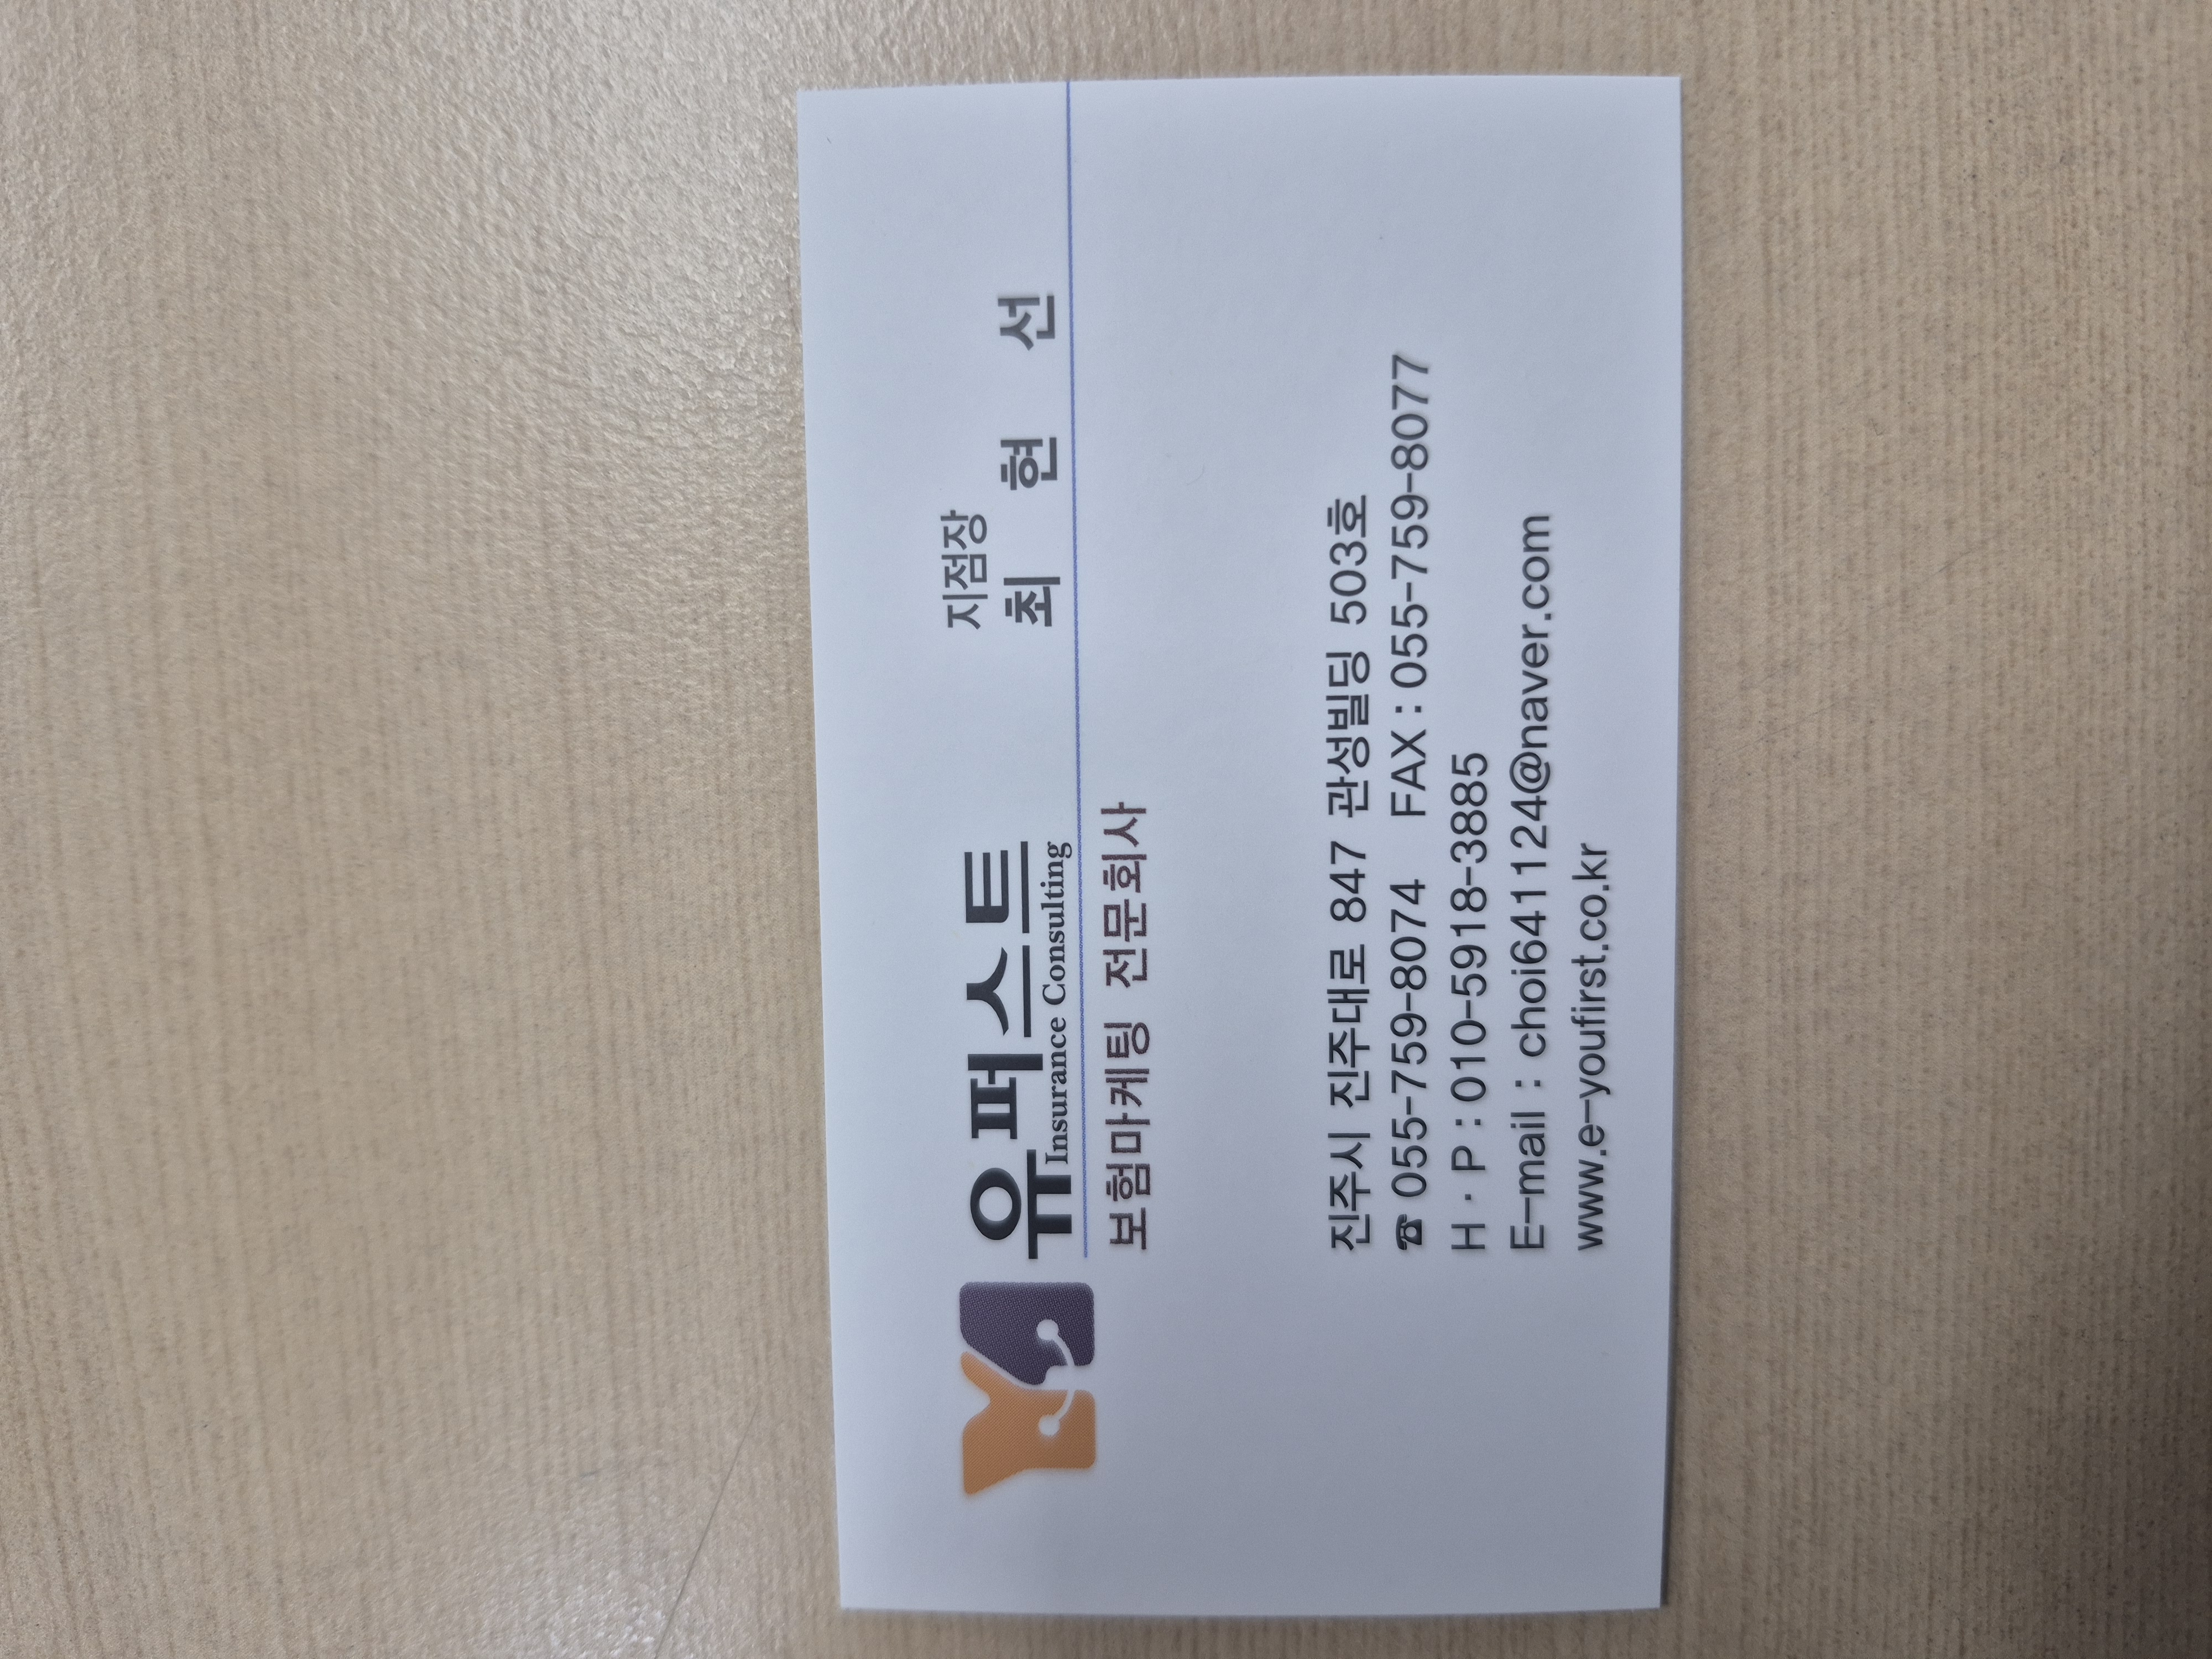 지점장
유퍼스트 최 현 선
Insurance Consulting
보험마케팅 전문회사
진주시 진주대로 847 관성빌딩 503호
☎ 055-759-8074 FAX : 055-759-8077
H · P : 010-5918-3885
E-mail : choi6411124@naver.com
www.e-youfirst.co.kr